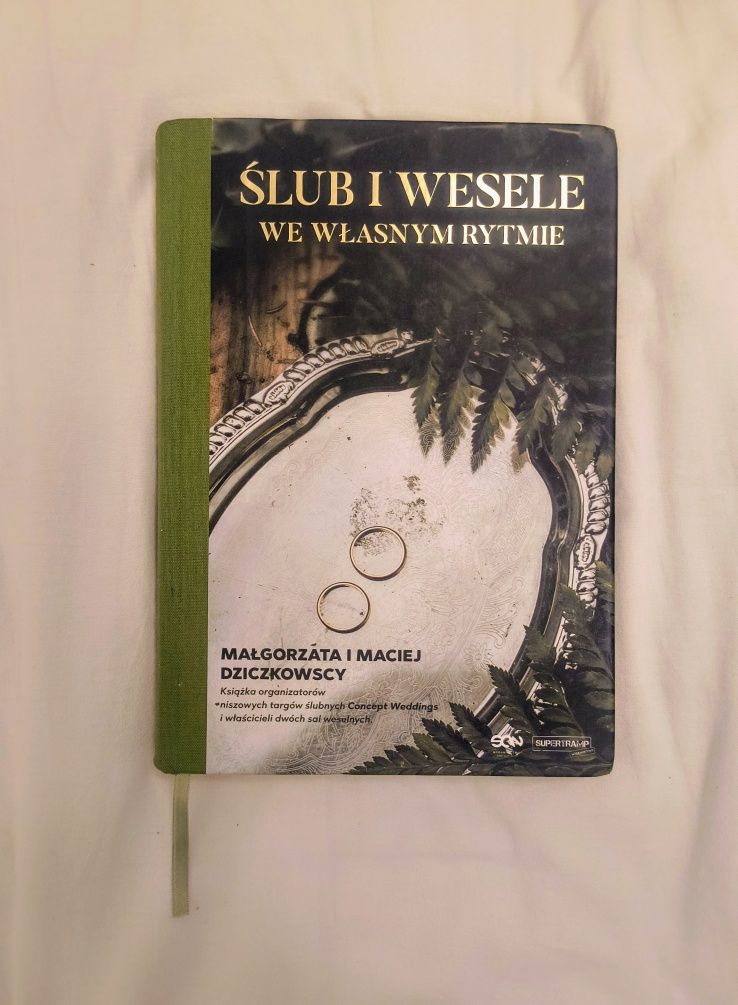 ŚLUB I WESELE
WE WŁASNYM RYTMIE
MAŁGORZATA I MACIEJ
DZICZKOWSCY
Książka organizatorów
niszowych targów ślubnych Concept Weddings
i właścicieli dwóch sal weselnych.
SQN
SUPERTRAMP